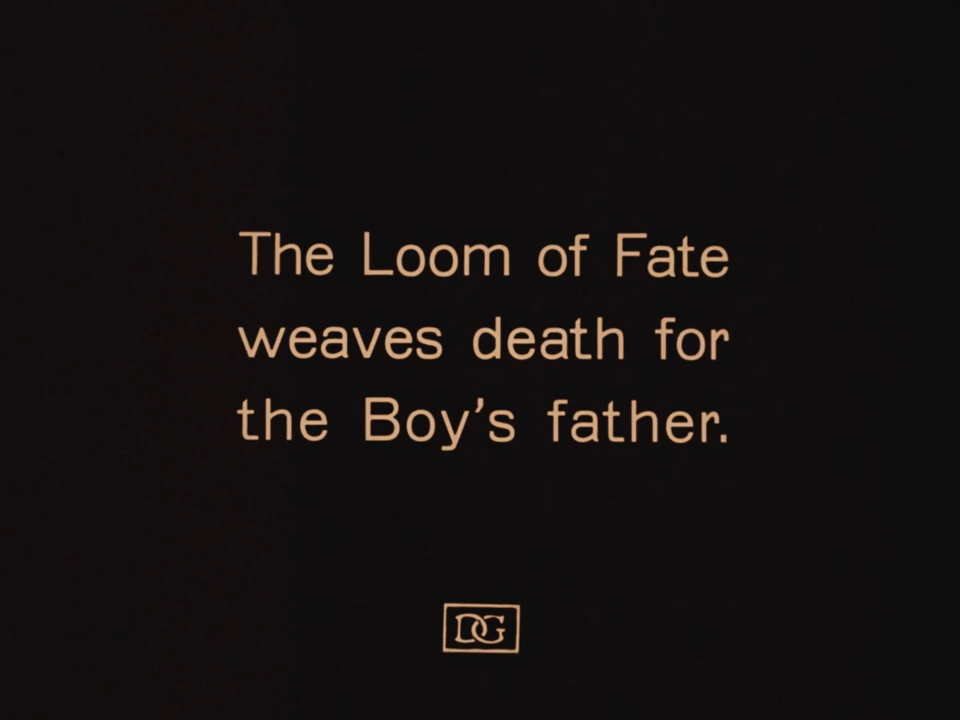 The Loom of Fate
weaves death for
the Boy’s father.
DG